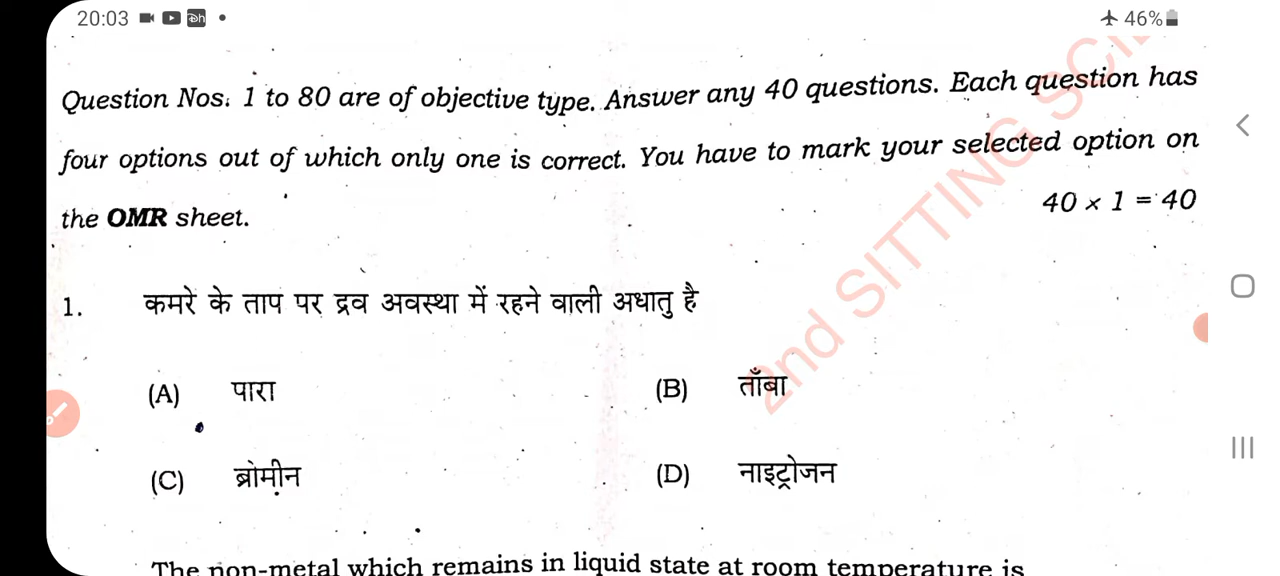 20:03
46%
Question Nos. 1 to 80 are of objective type. Answer any 40 questions. Each question has
four options out of which only one is correct. You have to mark your selected option on
the OMR sheet.
40 × 1 = 40
1. कमरे के ताप पर द्रव अवस्था में रहने वाली अधातु है
(A) पारा
(B) ताँबा
(C) ब्रोमीन
(D) नाइट्रोजन
The non-metal which remains in liquid state at room temperature is
2nd SITTING